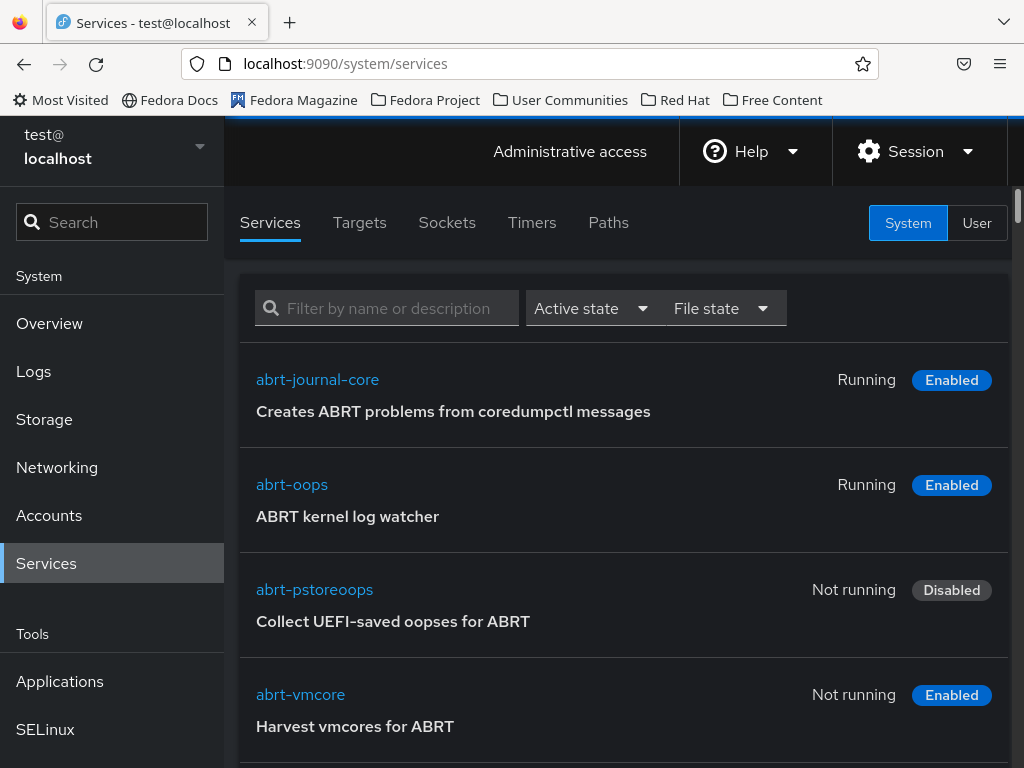 Services - test@localhost
localhost:9090/system/services
Most Visited Fedora Docs FM Fedora Magazine Fedora Project User Communities Red Hat Free Content
test@
localhost
Administrative access Help Session
Search
Services Targets Sockets Timers Paths System User
System
Overview
Logs
Storage
Networking
Accounts
Services
Tools
Applications
SELinux
Filter by name or description Active state File state
abrt-journal-core Running Enabled
Creates ABRT problems from coredumpctl messages
abrt-oops Running Enabled
ABRT kernel log watcher
abrt-pstoreoops Not running Disabled
Collect UEFI-saved oopses for ABRT
abrt-vmcore Not running Enabled
Harvest vmcores for ABRT